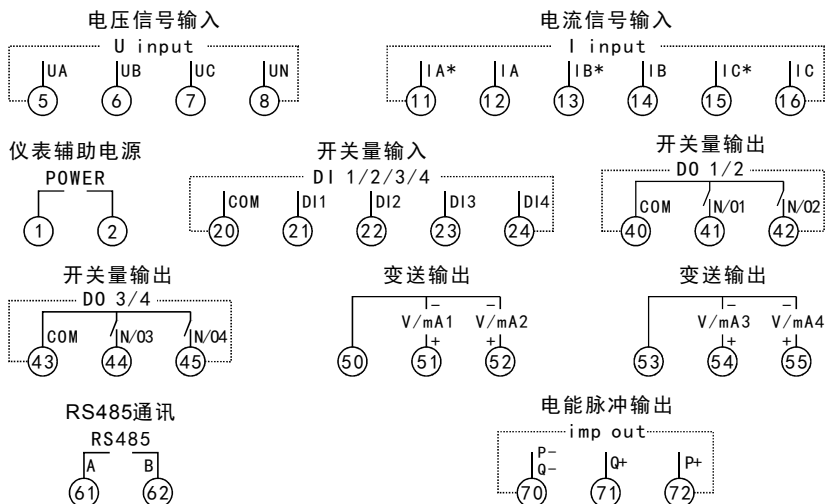 电压信号输入
U input
UA UB UC UN
5 6 7 8
电流信号输入
I input
IA* IA IB* IB IC* IC
11 12 13 14 15 16
仪表辅助电源
POWER
1 2
开关量输入
DI 1/2/3/4
COM DI1 DI2 DI3 DI4
20 21 22 23 24
开关量输出
DO 1/2
COM N/O1 N/O2
40 41 42
开关量输出
DO 3/4
COM N/O3 N/O4
43 44 45
变送输出
− −
V/mA1 V/mA2
+ +
50 51 52
变送输出
− −
V/mA3 V/mA4
+ +
53 54 55
RS485通讯
RS485
A B
61 62
电能脉冲输出
imp out
P− Q+ P+
Q−
70 71 72